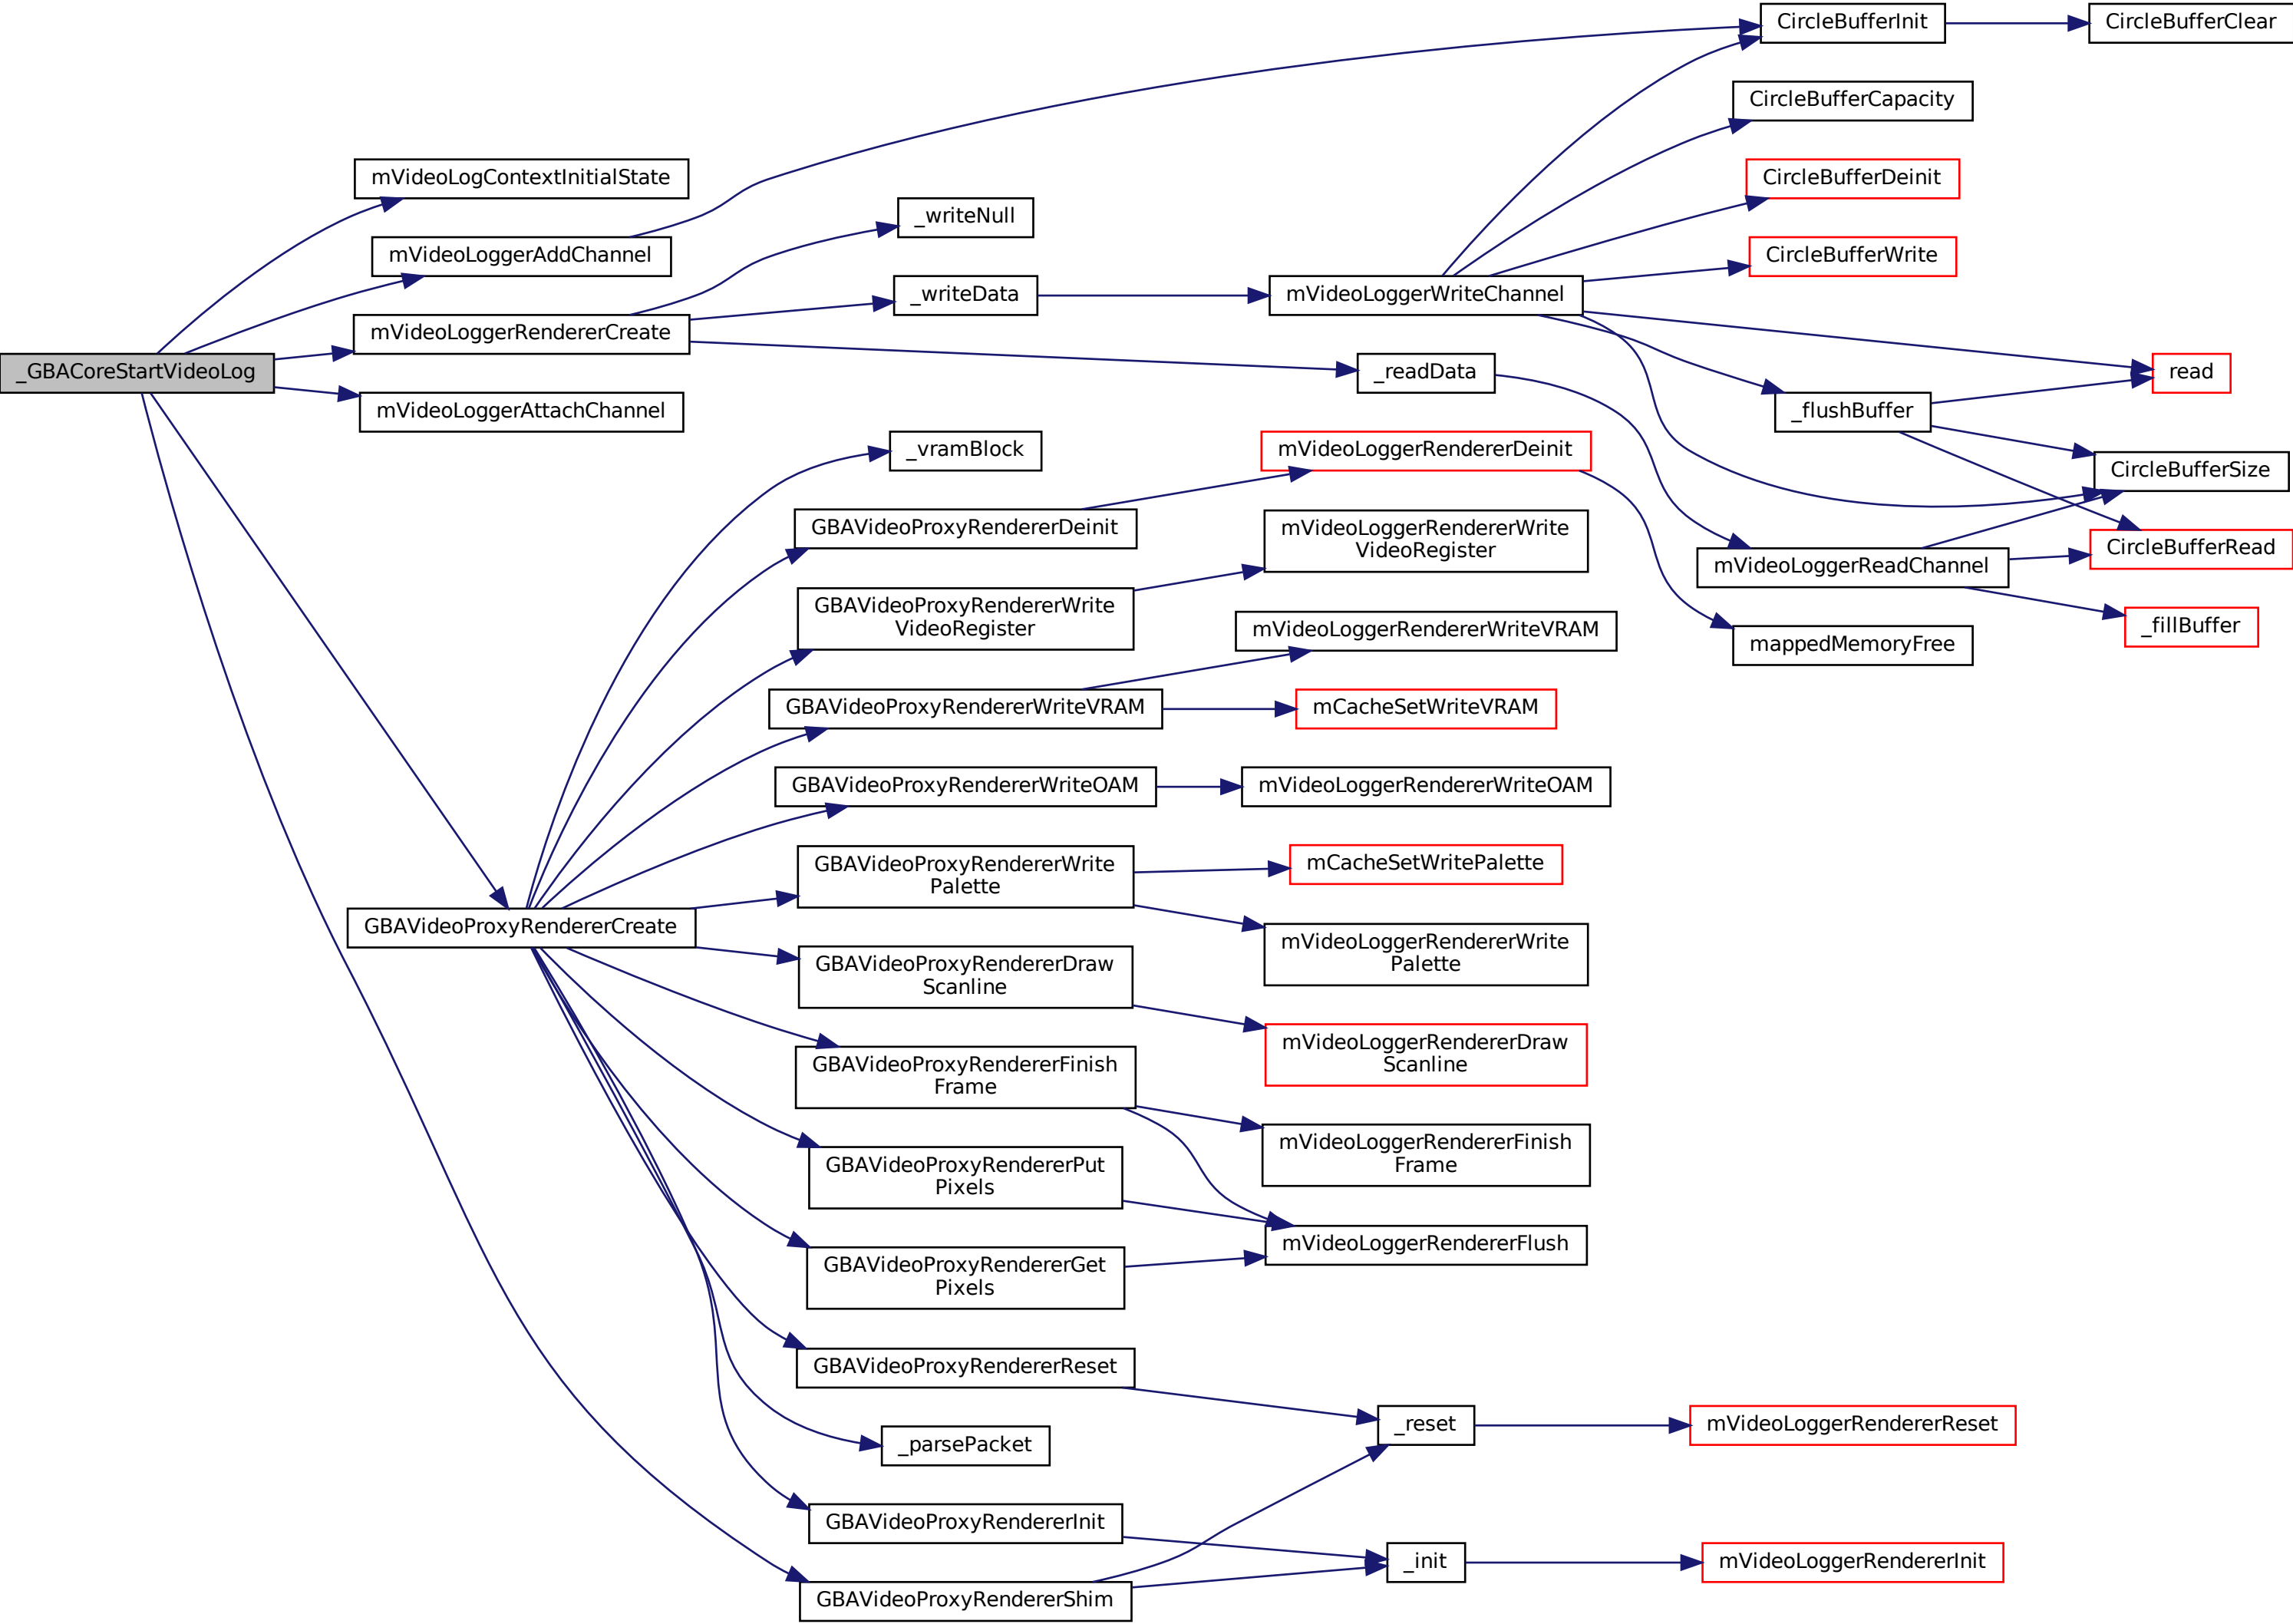 CircleBufferInit
CircleBufferClear
CircleBufferCapacity
mVideoLogContextInitialState
CircleBufferDeinit
_writeNull
mVideoLoggerAddChannel
CircleBufferWrite
_writeData
mVideoLoggerWriteChannel
mVideoLoggerRendererCreate
_GBACoreStartVideoLog
_readData
read
mVideoLoggerAttachChannel
_flushBuffer
_vramBlock
mVideoLoggerRendererDeinit
CircleBufferSize
GBAVideoProxyRendererDeinit
mVideoLoggerRendererWrite
VideoRegister
CircleBufferRead
mVideoLoggerReadChannel
GBAVideoProxyRendererWrite
VideoRegister
_fillBuffer
mVideoLoggerRendererWriteVRAM
mappedMemoryFree
GBAVideoProxyRendererWriteVRAM
mCacheSetWriteVRAM
GBAVideoProxyRendererWriteOAM
mVideoLoggerRendererWriteOAM
GBAVideoProxyRendererWrite
Palette
mCacheSetWritePalette
GBAVideoProxyRendererCreate
mVideoLoggerRendererWrite
Palette
GBAVideoProxyRendererDraw
Scanline
mVideoLoggerRendererDraw
Scanline
GBAVideoProxyRendererFinish
Frame
mVideoLoggerRendererFinish
Frame
GBAVideoProxyRendererPut
Pixels
mVideoLoggerRendererFlush
GBAVideoProxyRendererGet
Pixels
GBAVideoProxyRendererReset
_reset
mVideoLoggerRendererReset
_parsePacket
GBAVideoProxyRendererInit
_init
mVideoLoggerRendererInit
GBAVideoProxyRendererShim